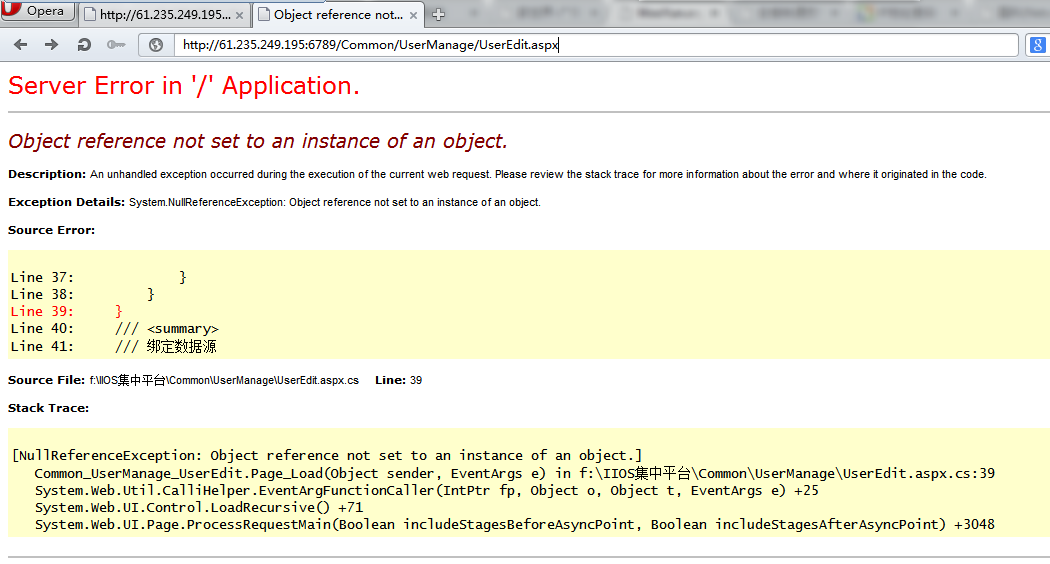 Opera
http://61.235.249.195...
Object reference not...
http://61.235.249.195:6789/Common/UserManage/UserEdit.aspx
Server Error in '/' Application.
Object reference not set to an instance of an object.
Description: An unhandled exception occurred during the execution of the current web request. Please review the stack trace for more information about the error and where it originated in the code.
Exception Details: System.NullReferenceException: Object reference not set to an instance of an object.
Source Error:
Line 37:             }
Line 38:         }
Line 39:     }
Line 40:     /// <summary>
Line 41:     /// 绑定数据源
Source File: f:\IIOS集中平台\Common\UserManage\UserEdit.aspx.cs    Line: 39
Stack Trace:
[NullReferenceException: Object reference not set to an instance of an object.]
   Common_UserManage_UserEdit.Page_Load(Object sender, EventArgs e) in f:\IIOS集中平台\Common\UserManage\UserEdit.aspx.cs:39
   System.Web.Util.CalliHelper.EventArgFunctionCaller(IntPtr fp, Object o, Object t, EventArgs e) +25
   System.Web.UI.Control.LoadRecursive() +71
   System.Web.UI.Page.ProcessRequestMain(Boolean includeStagesBeforeAsyncPoint, Boolean includeStagesAfterAsyncPoint) +3048